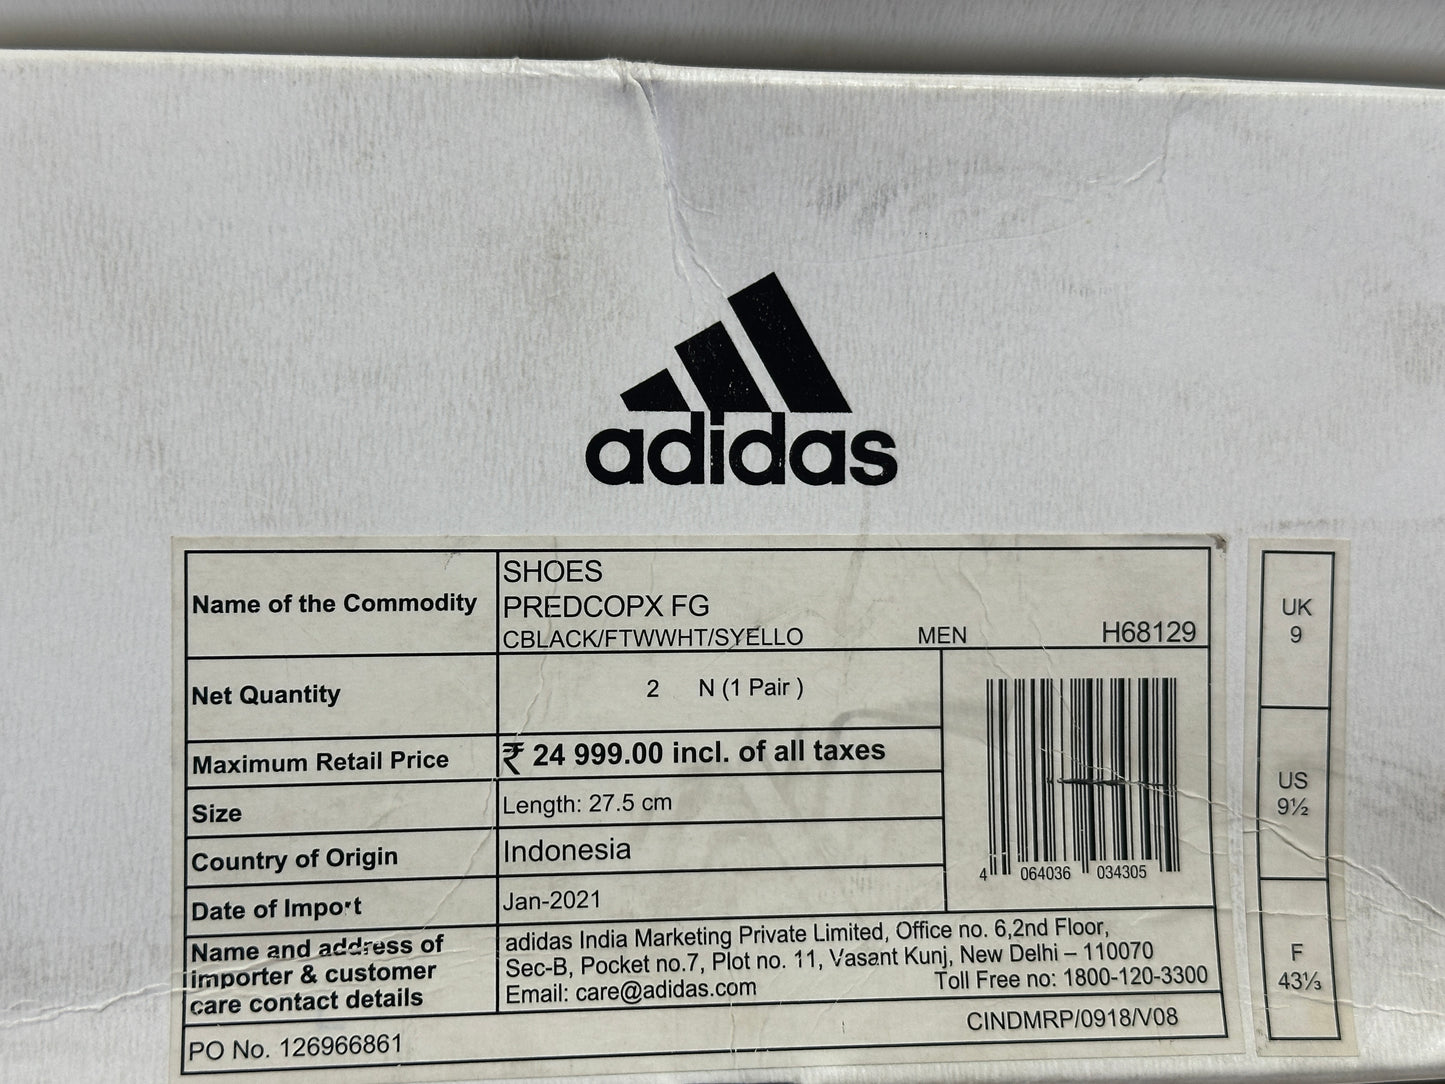 adidas
Name of the Commodity
SHOES
PREDCOPX FG
CBLACK/FTWWHT/SYELLO MEN H68129
Net Quantity
2 N (1 Pair )
Maximum Retail Price
₹ 24 999.00 incl. of all taxes
Size
Length: 27.5 cm
Country of Origin
Indonesia
Date of Import
Jan-2021
4 064036 034305
Name and address of
importer & customer
care contact details
adidas India Marketing Private Limited, Office no. 6,2nd Floor,
Sec-B, Pocket no.7, Plot no. 11, Vasant Kunj, New Delhi – 110070
Toll Free no: 1800-120-3300
Email: care@adidas.com
PO No. 126966861
CINDMRP/0918/V08
UK
9
US
9½
F
43⅓